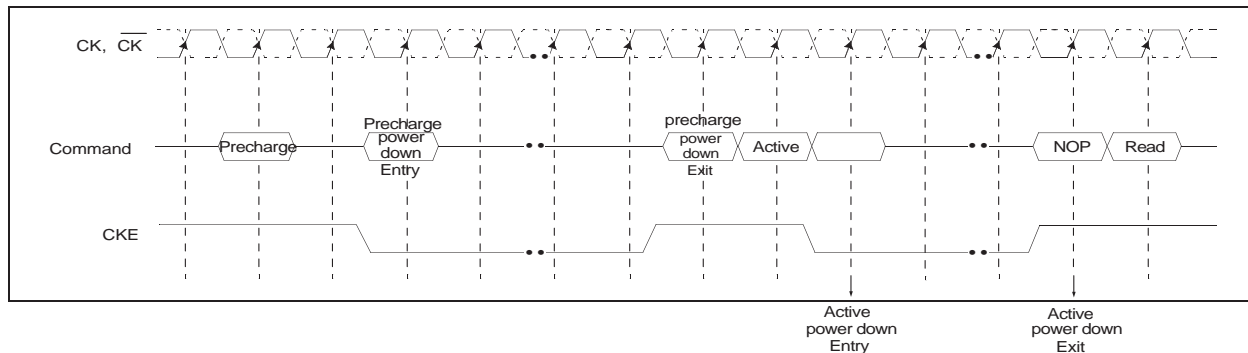 CK, CK
Command
Precharge
Precharge
power
down
Entry
precharge
power
down
Exit
Active
NOP
Read
CKE
Active
power down
Entry
Active
power down
Exit